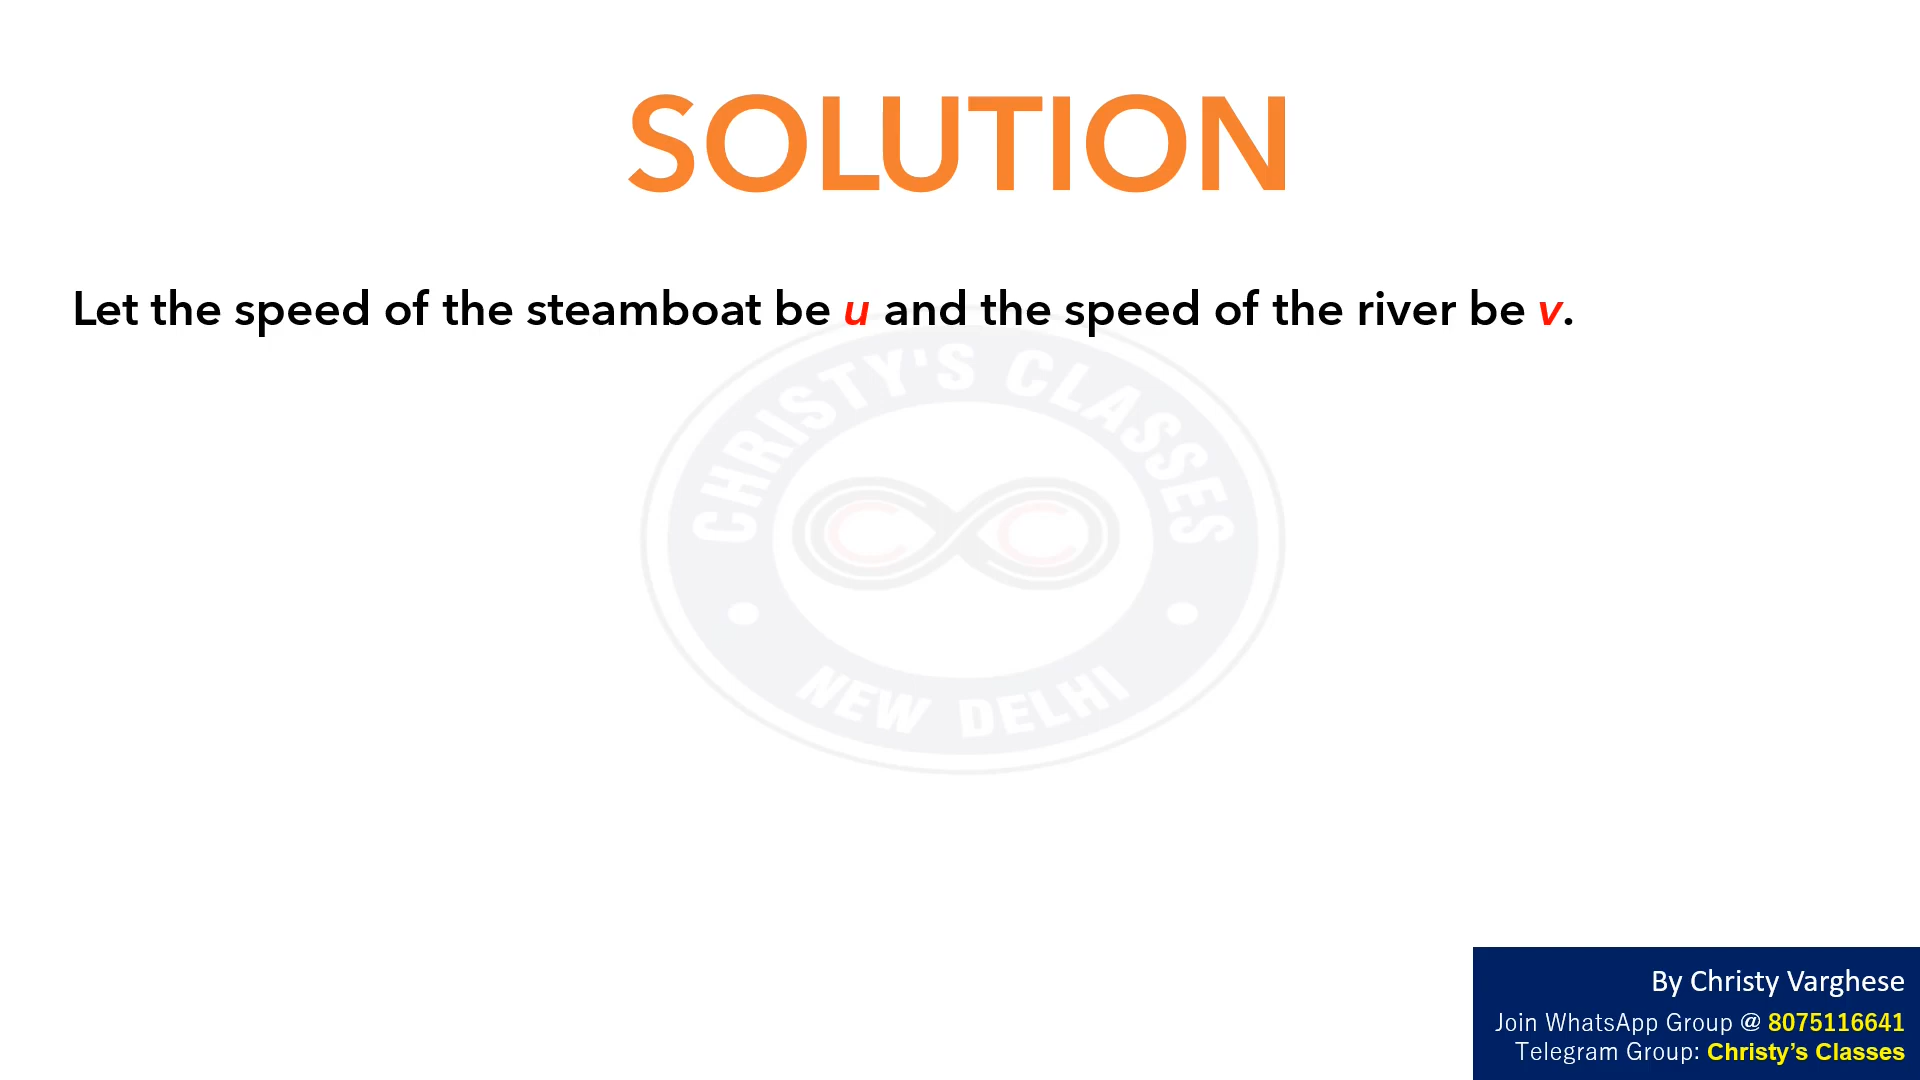 SOLUTION
Let the speed of the steamboat be u and the speed of the river be v.
CHRISTY'S CLASSES
NEW DELHI
By Christy Varghese
Join WhatsApp Group @ 8075116641
Telegram Group: Christy’s Classes